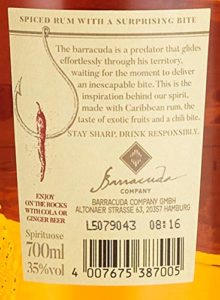 SPICED RUM WITH A SURPRISING BITE
The barracuda is a predator that glides
effortlessly through his territory,
waiting for the moment to deliver
an inescapable bite. This is the
inspiration behind our spirit,
made with Caribbean rum, the
taste of exotic fruits and a chili bite.
STAY SHARP. DRINK RESPONSIBLY.
Barracuda
COMPANY
ENJOY
ON THE ROCKS
WITH COLA OR
GINGER BEER
BARRACUDA COMPANY GMBH
ALTONAER STRASSE 63, 20357 HAMBURG
L5079043 08:16
Spirituose
700ml
35%vol
4 007675 387005